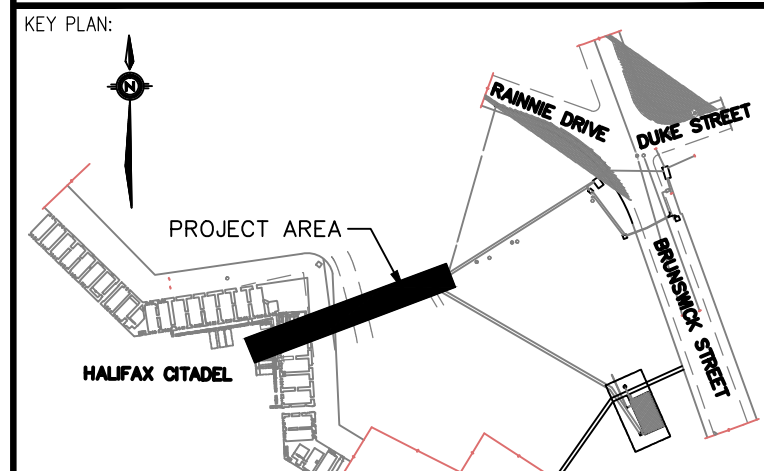 KEY PLAN:
N
RAINNIE DRIVE
DUKE STREET
PROJECT AREA
BRUNSWICK STREET
HALIFAX CITADEL